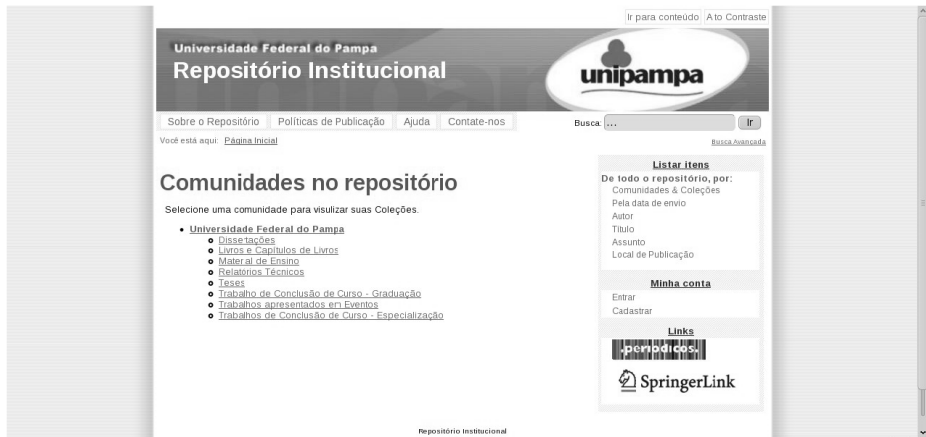 Ir para conteúdo A to Contraste
Universidade Federal do Pampa
Repositório Institucional
unipampa
Sobre o Repositório Políticas de Publicação Ajuda Contate-nos
Busca: ... Ir
Você está aqui: Página Inicial
Busca Avançada
Comunidades no repositório
Selecione uma comunidade para visulizar suas Coleções.
Universidade Federal do Pampa
Dissertações
Livros e Capítulos de Livros
Material de Ensino
Relatórios Técnicos
Teses
Trabalho de Conclusão de Curso - Graduação
Trabalhos apresentados em Eventos
Trabalhos de Conclusão de Curso - Especialização
Listar itens
De todo o repositório, por:
Comunidades & Coleções
Pela data de envio
Autor
Título
Assunto
Local de Publicação
Minha conta
Entrar
Cadastrar
Links
.periodicos.
SpringerLink
Repositório Institucional